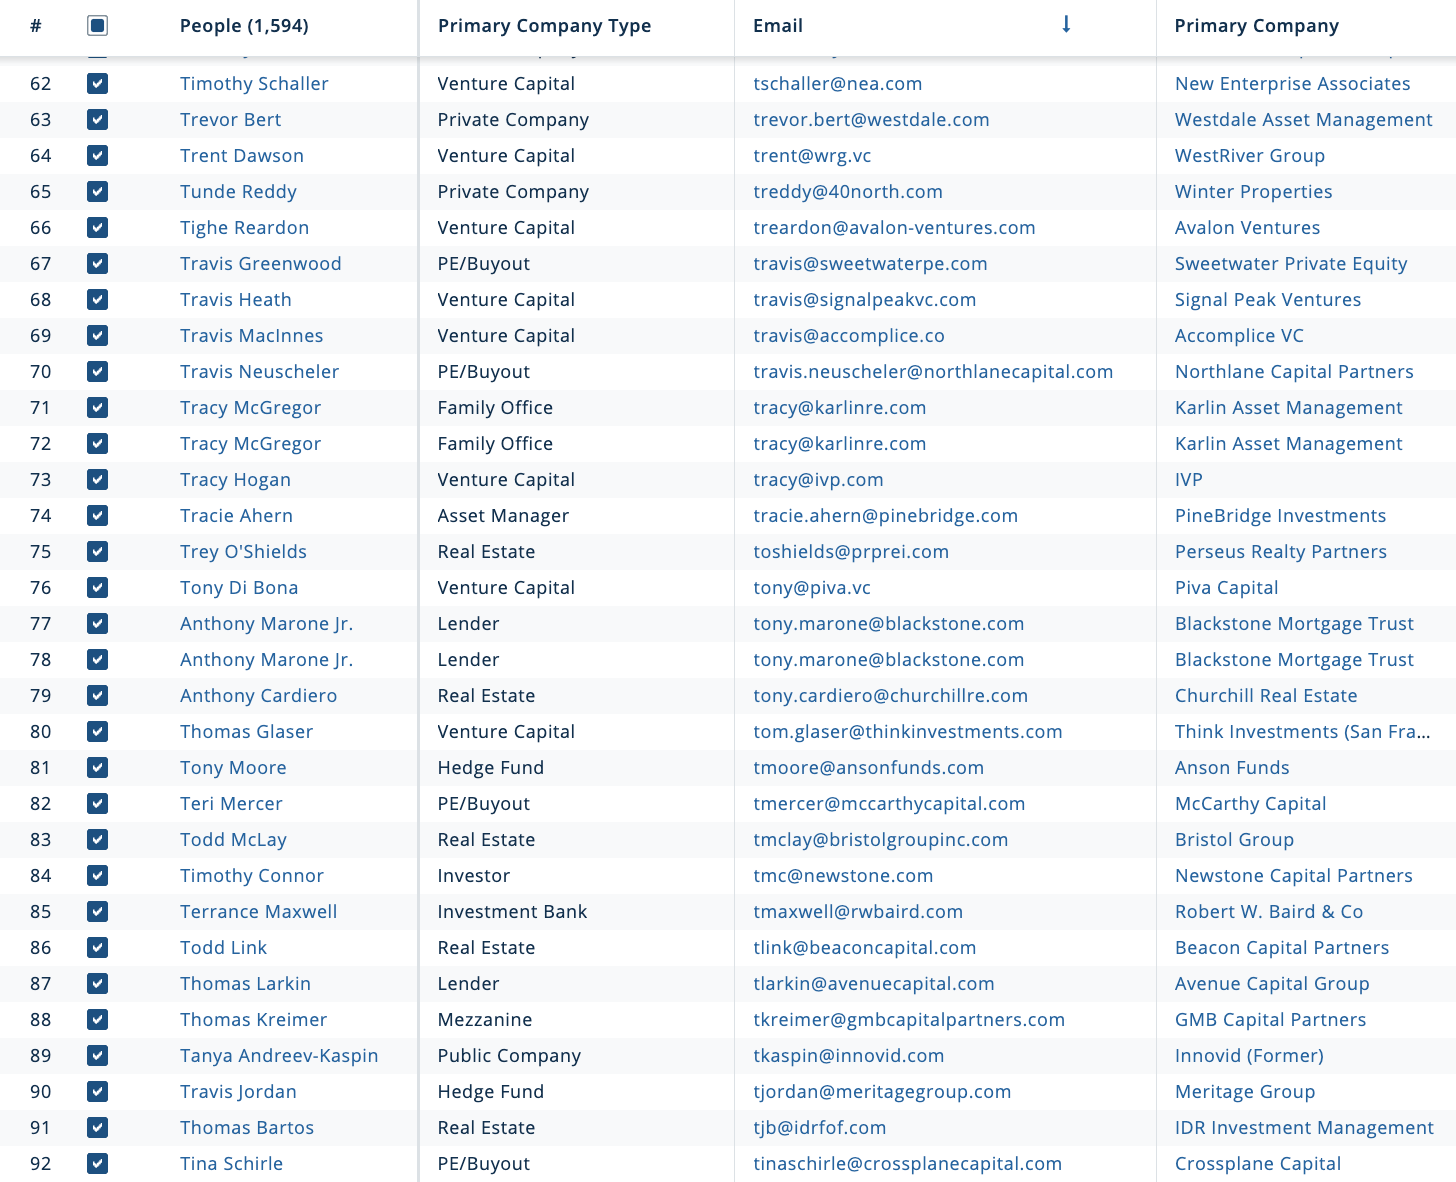 # People (1,594) Primary Company Type Email ↓ Primary Company
62 Timothy Schaller Venture Capital tschaller@nea.com New Enterprise Associates
63 Trevor Bert Private Company trevor.bert@westdale.com Westdale Asset Management
64 Trent Dawson Venture Capital trent@wrg.vc WestRiver Group
65 Tunde Reddy Private Company treddy@40north.com Winter Properties
66 Tighe Reardon Venture Capital treardon@avalon-ventures.com Avalon Ventures
67 Travis Greenwood PE/Buyout travis@sweetwaterpe.com Sweetwater Private Equity
68 Travis Heath Venture Capital travis@signalpeakvc.com Signal Peak Ventures
69 Travis MacInnes Venture Capital travis@accomplice.co Accomplice VC
70 Travis Neuscheler PE/Buyout travis.neuscheler@northlanecapital.com Northlane Capital Partners
71 Tracy McGregor Family Office tracy@karlinre.com Karlin Asset Management
72 Tracy McGregor Family Office tracy@karlinre.com Karlin Asset Management
73 Tracy Hogan Venture Capital tracy@ivp.com IVP
74 Tracie Ahern Asset Manager tracie.ahern@pinebridge.com PineBridge Investments
75 Trey O'Shields Real Estate toshields@prprei.com Perseus Realty Partners
76 Tony Di Bona Venture Capital tony@piva.vc Piva Capital
77 Anthony Marone Jr. Lender tony.marone@blackstone.com Blackstone Mortgage Trust
78 Anthony Marone Jr. Lender tony.marone@blackstone.com Blackstone Mortgage Trust
79 Anthony Cardiero Real Estate tony.cardiero@churchillre.com Churchill Real Estate
80 Thomas Glaser Venture Capital tom.glaser@thinkinvestments.com Think Investments (San Fra...
81 Tony Moore Hedge Fund tmoore@ansonfunds.com Anson Funds
82 Teri Mercer PE/Buyout tmercer@mccarthycapital.com McCarthy Capital
83 Todd McLay Real Estate tmclay@bristolgroupinc.com Bristol Group
84 Timothy Connor Investor tmc@newstone.com Newstone Capital Partners
85 Terrance Maxwell Investment Bank tmaxwell@rwbaird.com Robert W. Baird & Co
86 Todd Link Real Estate tlink@beaconcapital.com Beacon Capital Partners
87 Thomas Larkin Lender tlarkin@avenuecapital.com Avenue Capital Group
88 Thomas Kreimer Mezzanine tkreimer@gmbcapitalpartners.com GMB Capital Partners
89 Tanya Andreev-Kaspin Public Company tkaspin@innovid.com Innovid (Former)
90 Travis Jordan Hedge Fund tjordan@meritagegroup.com Meritage Group
91 Thomas Bartos Real Estate tjb@idrfof.com IDR Investment Management
92 Tina Schirle PE/Buyout tinaschirle@crossplanecapital.com Crossplane Capital